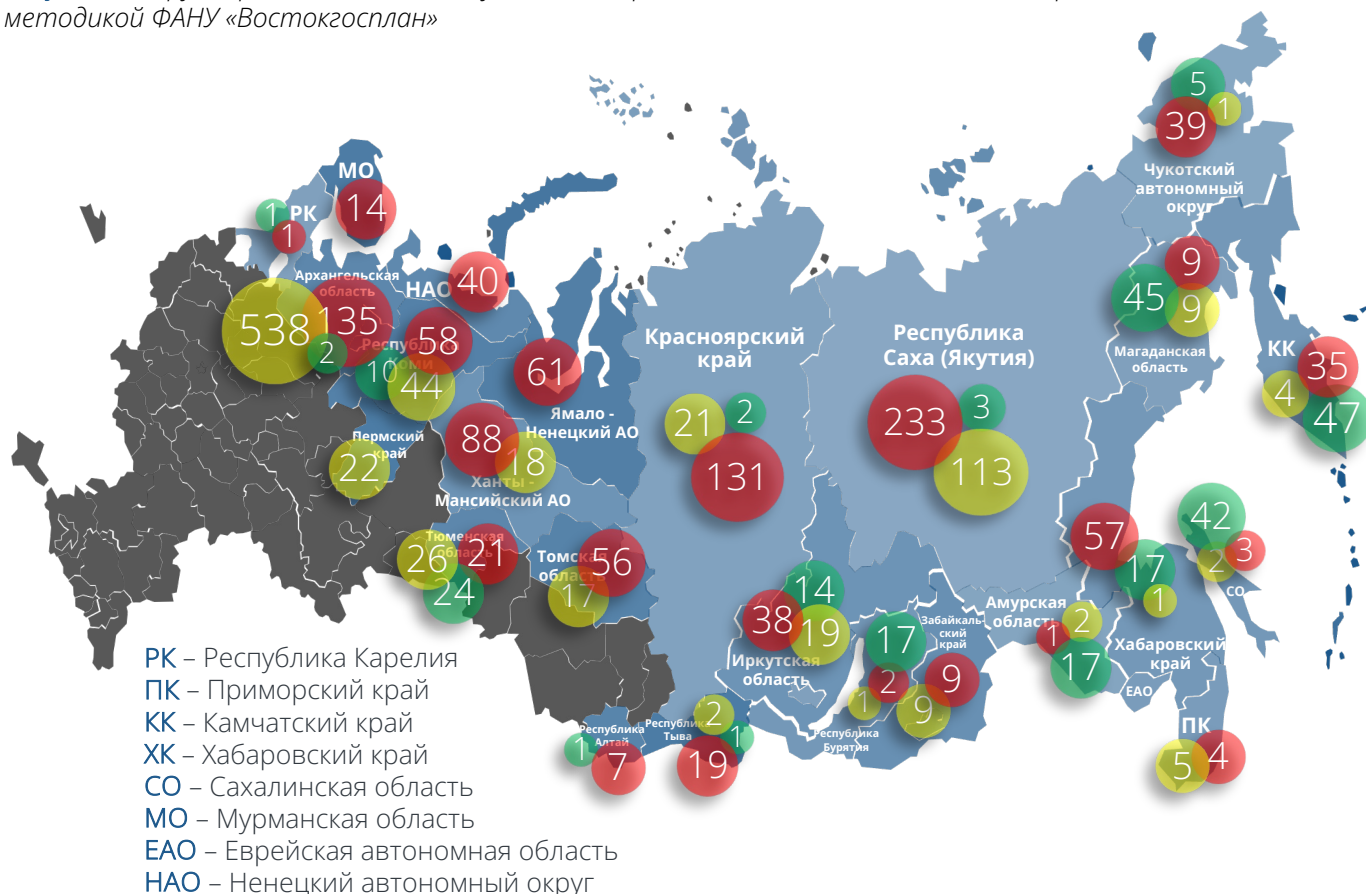 методикой ФАНУ «Востокгосплан»
5
1
39
Чукотский
автономный
округ
МО
14
1
РК
1
9
45
9
Магаданская
область
Архангельская
область
НАО
40
538
135
2
58
Республика
Коми
10
44
61
Ямало -
Ненецкий АО
Красноярский
край
21
2
131
Республика
Саха (Якутия)
233
3
113
КК
35
4
47
Пермский
край
22
88
18
Ханты -
Мансийский АО
Тюменская
область
26
21
24
Томская
область
56
17
14
38
19
Иркутская
область
17
2
1
Республика
Бурятия
Забайкаль-
ский
край
9
9
Амурская
область
1
2
17
57
17
1
Хабаровский
край
42
2
3
СО
ЕАО
ПК
5
4
Республика
Алтай
1
7
Республика
Тыва
2
1
19
РК – Республика Карелия
ПК – Приморский край
КК – Камчатский край
ХК – Хабаровский край
СО – Сахалинская область
МО – Мурманская область
ЕАО – Еврейская автономная область
НАО – Ненецкий автономный округ